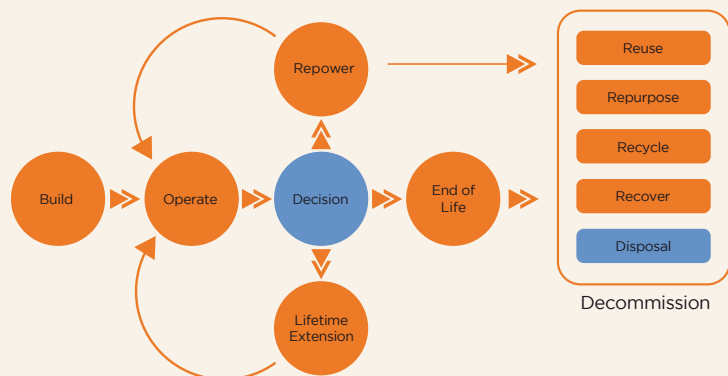 Build
Operate
Decision
Repower
Lifetime
Extension
End of
Life
Reuse
Repurpose
Recycle
Recover
Disposal
Decommission